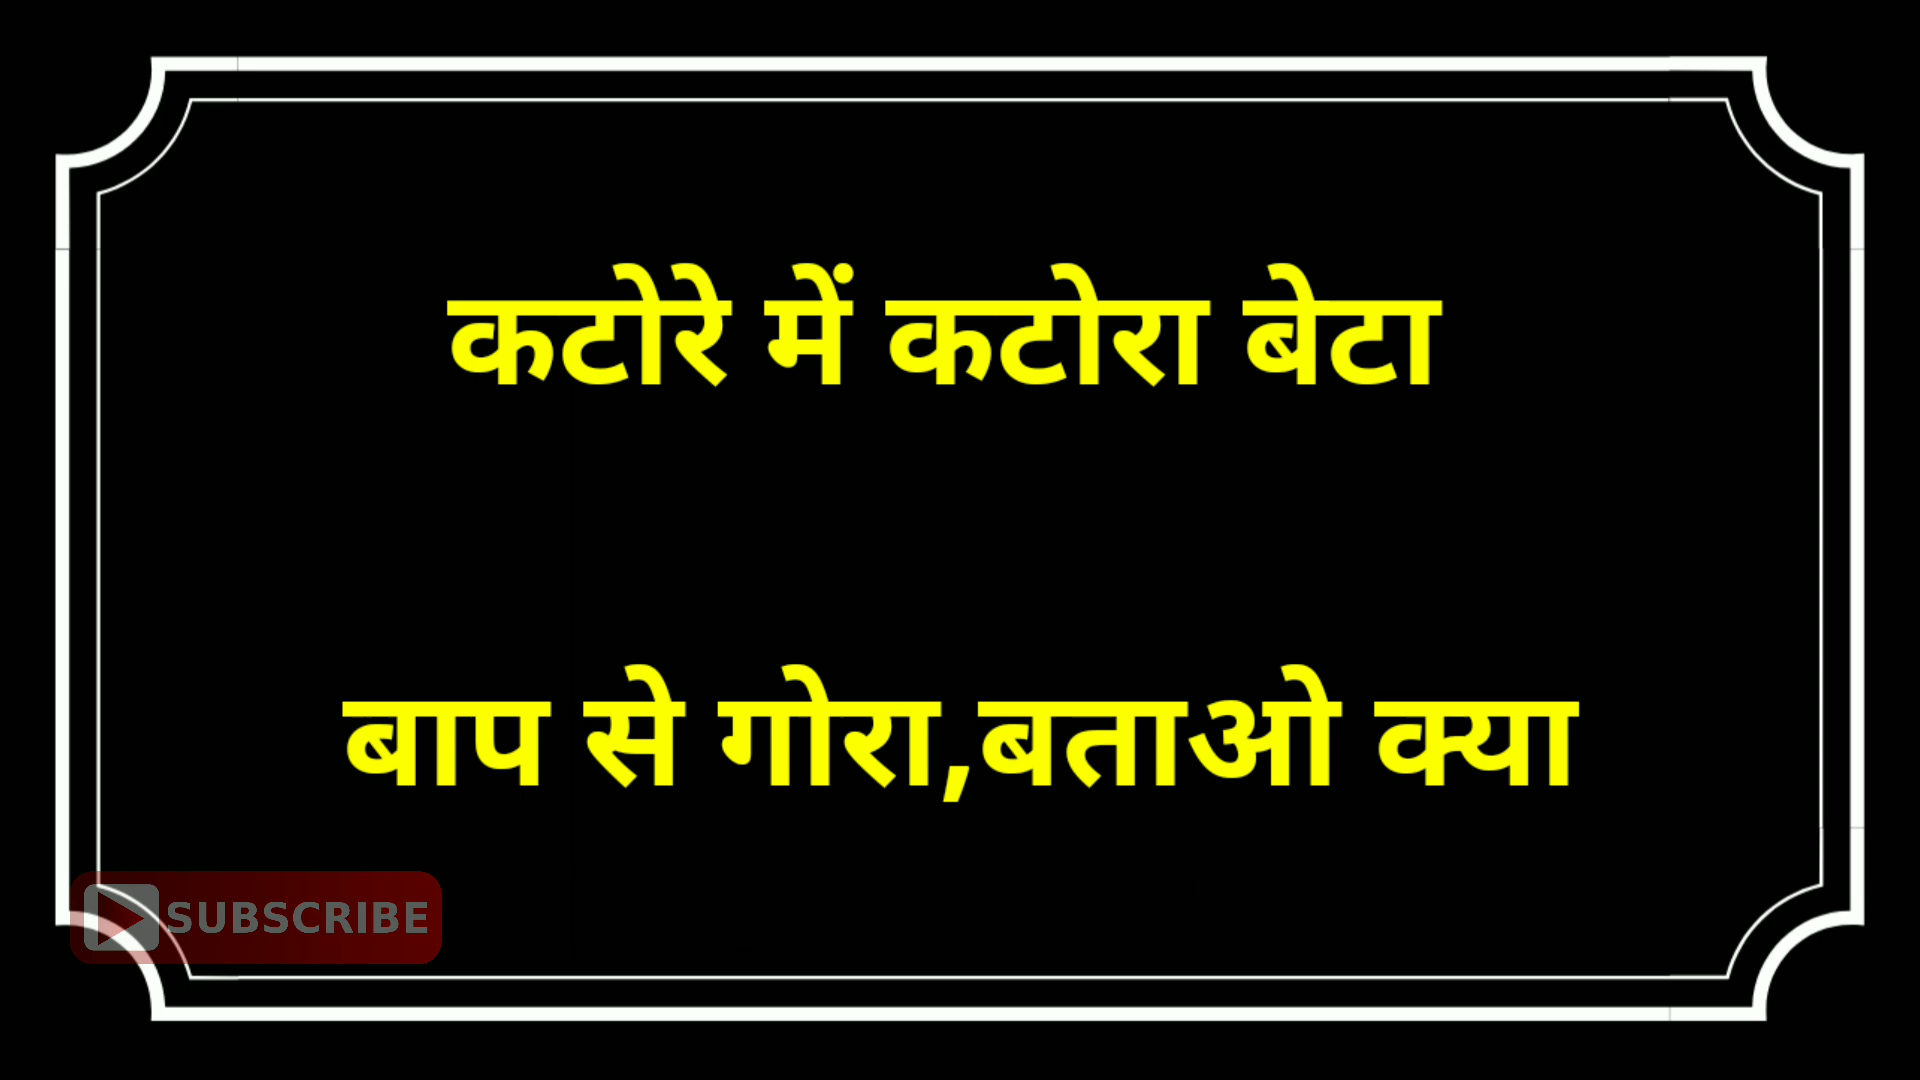 कटोरे में कटोरा बेटा
बाप से गोरा,बताओ क्या
SUBSCRIBE